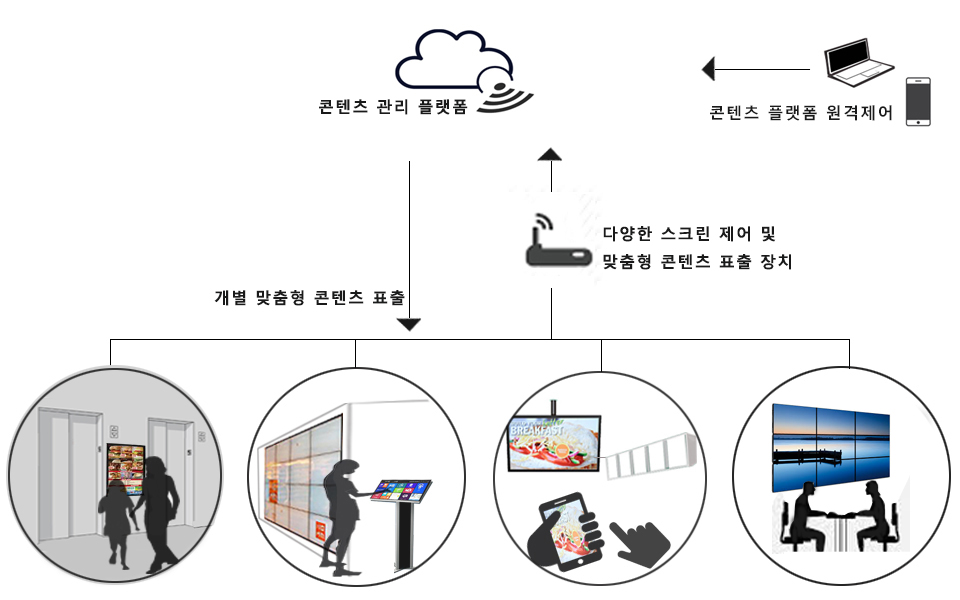 콘텐츠 관리 플랫폼
콘텐츠 플랫폼 원격제어
다양한 스크린 제어 및
맞춤형 콘텐츠 표출 장치
개별 맞춤형 콘텐츠 표출
BREAKFAST